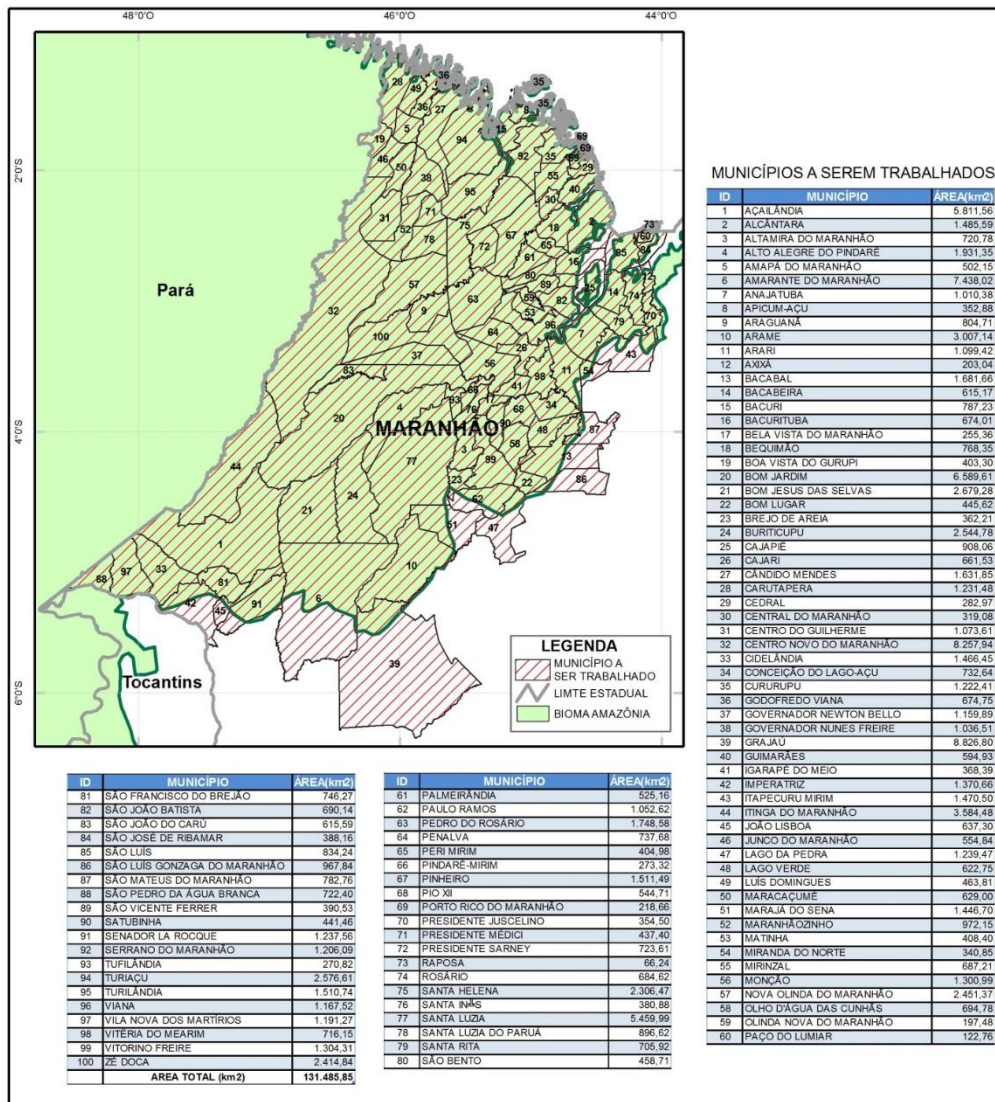 48°0'O 46°0'O 44°0'O
2°0'S
4°0'S
6°0'S
Pará
MARANHÃO
Tocantins
LEGENDA
MUNICÍPIO A
SER TRABALHADO
LIMTE ESTADUAL
BIOMA AMAZÔNIA
MUNICÍPIOS A SEREM TRABALHADOS
ID MUNICÍPIO ÁREA(km2)
1 AÇAILÂNDIA 5.811,56
2 ALCÂNTARA 1.485,59
3 ALTAMIRA DO MARANHÃO 720,78
4 ALTO ALEGRE DO PINDARÉ 1.931,35
5 AMAPÁ DO MARANHÃO 502,15
6 AMARANTE DO MARANHÃO 7.438,02
7 ANAJATUBA 1.010,38
8 APICUM-AÇU 352,88
9 ARAGUANÃ 804,71
10 ARAME 3.007,14
11 ARARI 1.099,42
12 AXIXÁ 203,04
13 BACABAL 1.681,66
14 BACABEIRA 615,17
15 BACURI 787,23
16 BACURITUBA 674,01
17 BELA VISTA DO MARANHÃO 255,36
18 BEQUIMÃO 768,35
19 BOA VISTA DO GURUPI 403,30
20 BOM JARDIM 6.589,61
21 BOM JESUS DAS SELVAS 2.679,28
22 BOM LUGAR 445,62
23 BREJO DE AREIA 362,21
24 BURITICUPU 2.544,78
25 CAJAPIÊ 908,06
26 CAJARI 661,53
27 CÂNDIDO MENDES 1.631,85
28 CARUTAPERA 1.231,48
29 CEDRAL 282,97
30 CENTRAL DO MARANHÃO 319,08
31 CENTRO DO GUILHERME 1.073,61
32 CENTRO NOVO DO MARANHÃO 8.257,94
33 CIDELÂNDIA 1.466,45
34 CONCEIÇÃO DO LAGO-AÇU 732,64
35 CURURUPU 1.222,41
36 GODOFREDO VIANA 674,75
37 GOVERNADOR NEWTON BELLO 1.159,89
38 GOVERNADOR NUNES FREIRE 1.036,51
39 GRAJAÚ 8.826,80
40 GUIMARÃES 594,93
41 IGARAPÉ DO MEIO 368,39
42 IMPERATRIZ 1.370,66
43 ITAPECURU MIRIM 1.470,50
44 ITINGA DO MARANHÃO 3.584,48
45 JOÃO LISBOA 637,30
46 JUNCO DO MARANHÃO 554,84
47 LAGO DA PEDRA 1.239,47
48 LAGO VERDE 622,75
49 LUÍS DOMINGUES 463,81
50 MARACAÇUMÉ 629,00
51 MARAJÁ DO SENA 1.446,70
52 MARANHÃOZINHO 972,15
53 MATINHA 408,40
54 MIRANDA DO NORTE 340,85
55 MIRINZAL 687,21
56 MONÇÃO 1.300,99
57 NOVA OLINDA DO MARANHÃO 2.451,37
58 OLHO D'ÁGUA DAS CUNHÃS 694,78
59 OLINDA NOVA DO MARANHÃO 197,48
60 PAÇO DO LUMIAR 122,76
ID MUNICÍPIO ÁREA(km2)
81 SÃO FRANCISCO DO BREJÃO 746,27
82 SÃO JOÃO BATISTA 690,14
83 SÃO JOÃO DO CARÚ 615,59
84 SÃO JOSÉ DE RIBAMAR 388,16
85 SÃO LUÍS 834,24
86 SÃO LUÍS GONZAGA DO MARANHÃO 967,84
87 SÃO MATEUS DO MARANHÃO 782,76
88 SÃO PEDRO DA ÁGUA BRANCA 722,40
89 SÃO VICENTE FERRER 390,53
90 SATUBINHA 441,46
91 SENADOR LA ROCQUE 1.237,56
92 SERRANO DO MARANHÃO 1.206,09
93 TUFILÂNDIA 270,82
94 TURIAÇU 2.576,61
95 TURILÂNDIA 1.510,74
96 VIANA 1.167,52
97 VILA NOVA DOS MARTÍRIOS 1.191,27
98 VITÊRIA DO MEARIM 716,15
99 VITORINO FREIRE 1.304,31
100 ZÉ DOCA 2.414,84
AREA TOTAL (km2) 131.485,85
ID MUNICÍPIO ÁREA(km2)
61 PALMEIRÂNDIA 525,16
62 PAULO RAMOS 1.052,62
63 PEDRO DO ROSÁRIO 1.748,58
64 PENALVA 737,68
65 PERI MIRIM 404,98
66 PINDARÉ-MIRIM 273,32
67 PINHEIRO 1.511,49
68 PIO XII 544,71
69 PORTO RICO DO MARANHÃO 218,66
70 PRESIDENTE JUSCELINO 354,50
71 PRESIDENTE MÉDICI 437,40
72 PRESIDENTE SARNEY 723,61
73 RAPOSA 66,24
74 ROSÁRIO 684,62
75 SANTA HELENA 2.306,47
76 SANTA 380,88
77 SANTA LUZIA 5.459,99
78 SANTA LUZIA DO PARUÁ 896,62
79 SANTA RITA 705,92
80 SÃO BENTO 458,71